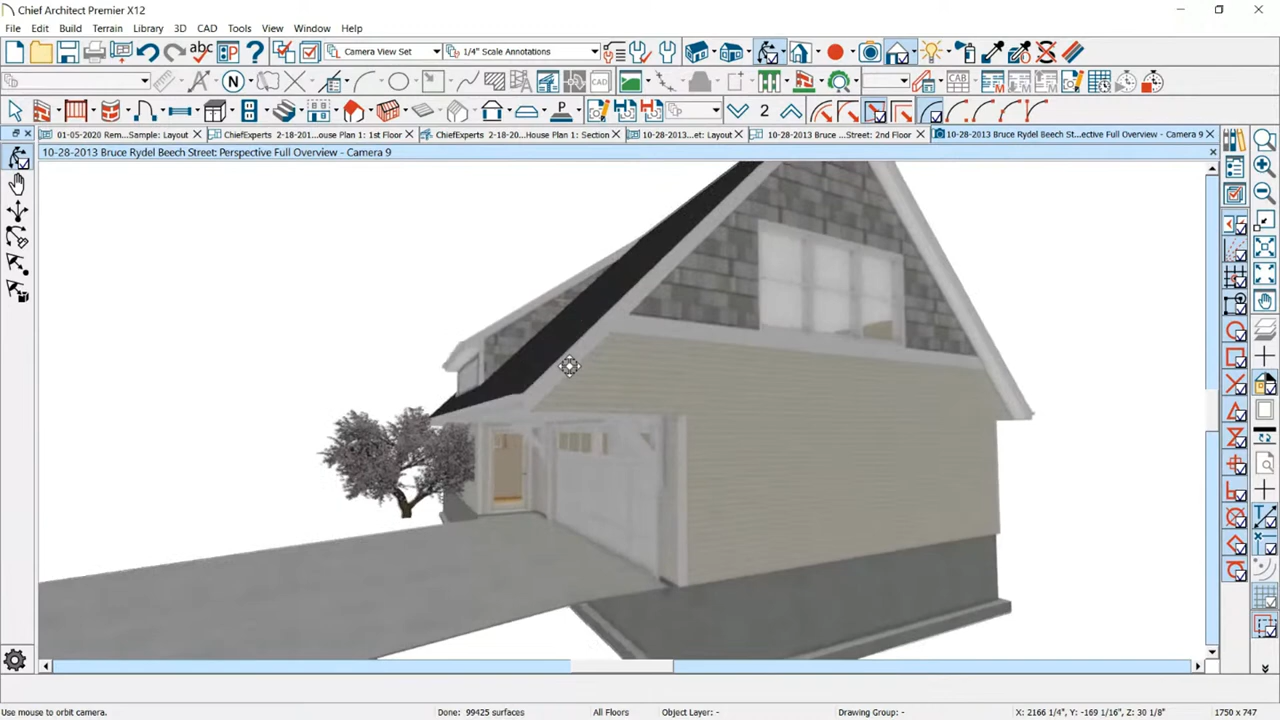 Chief Architect Premier X12
File Edit Build Terrain Library CAD Tools 3D View Window Help
abc Camera View Set 1/4" Scale Annotations
N CAD CAB
P 2
01-05-2020 Rem...Sample: Layout ChiefExperts 2-18-201...ouse Plan 1: 1st Floor ChiefExperts 2-18-20...House Plan 1: Section 10-28-2013...et: Layout 10-28-2013 Bruce ...Street: 2nd Floor 10-28-2013 Bruce Rydel Beech St...ective Full Overview - Camera 9
10-28-2013 Bruce Rydel Beech Street: Perspective Full Overview - Camera 9
Use mouse to orbit camera. Done: 99425 surfaces All Floors Object Layer: - Drawing Group: - X: 2166 1/4", Y: -169 1/16", Z: 30 1/8" 1750 x 747